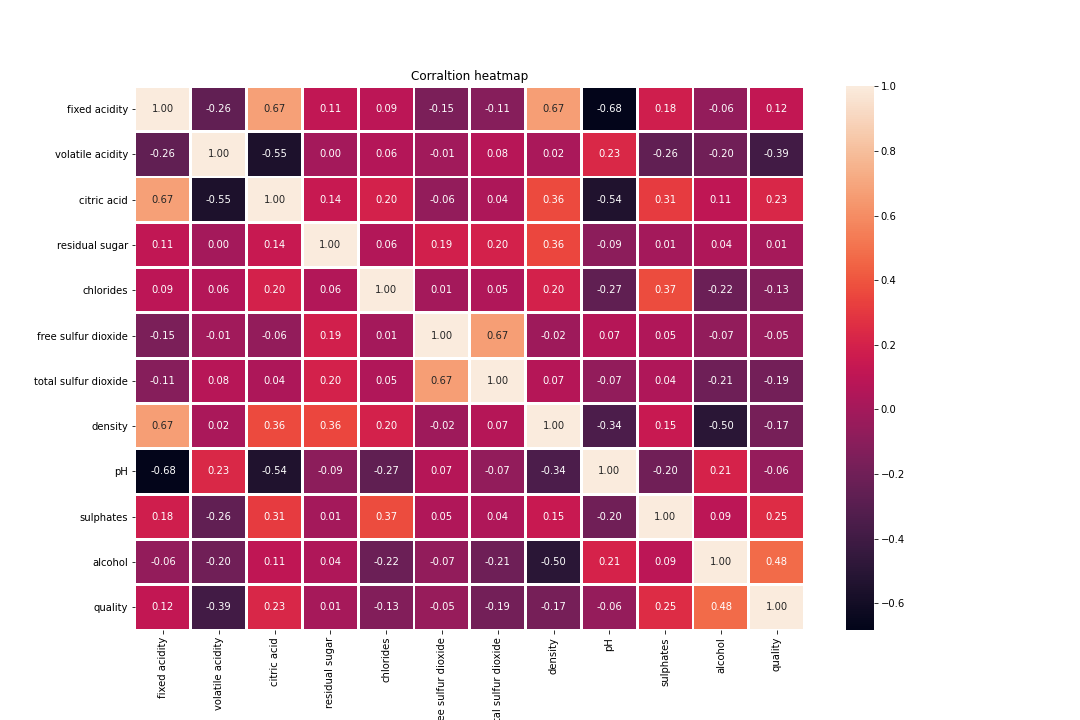 Corraltion heatmap
fixed acidity 1.00 -0.26 0.67 0.11 0.09 -0.15 -0.11 0.67 -0.68 0.18 -0.06 0.12
volatile acidity -0.26 1.00 -0.55 0.00 0.06 -0.01 0.08 0.02 0.23 -0.26 -0.20 -0.39
citric acid 0.67 -0.55 1.00 0.14 0.20 -0.06 0.04 0.36 -0.54 0.31 0.11 0.23
residual sugar 0.11 0.00 0.14 1.00 0.06 0.19 0.20 0.36 -0.09 0.01 0.04 0.01
chlorides 0.09 0.06 0.20 0.06 1.00 0.01 0.05 0.20 -0.27 0.37 -0.22 -0.13
free sulfur dioxide -0.15 -0.01 -0.06 0.19 0.01 1.00 0.67 -0.02 0.07 0.05 -0.07 -0.05
total sulfur dioxide -0.11 0.08 0.04 0.20 0.05 0.67 1.00 0.07 -0.07 0.04 -0.21 -0.19
density 0.67 0.02 0.36 0.36 0.20 -0.02 0.07 1.00 -0.34 0.15 -0.50 -0.17
pH -0.68 0.23 -0.54 -0.09 -0.27 0.07 -0.07 -0.34 1.00 -0.20 0.21 -0.06
sulphates 0.18 -0.26 0.31 0.01 0.37 0.05 0.04 0.15 -0.20 1.00 0.09 0.25
alcohol -0.06 -0.20 0.11 0.04 -0.22 -0.07 -0.21 -0.50 0.21 0.09 1.00 0.48
quality 0.12 -0.39 0.23 0.01 -0.13 -0.05 -0.19 -0.17 -0.06 0.25 0.48 1.00
fixed acidity
volatile acidity
citric acid
residual sugar
chlorides
ee sulfur dioxide
tal sulfur dioxide
density
pH
sulphates
alcohol
quality
1.0
0.8
0.6
0.4
0.2
0.0
−0.2
−0.4
−0.6